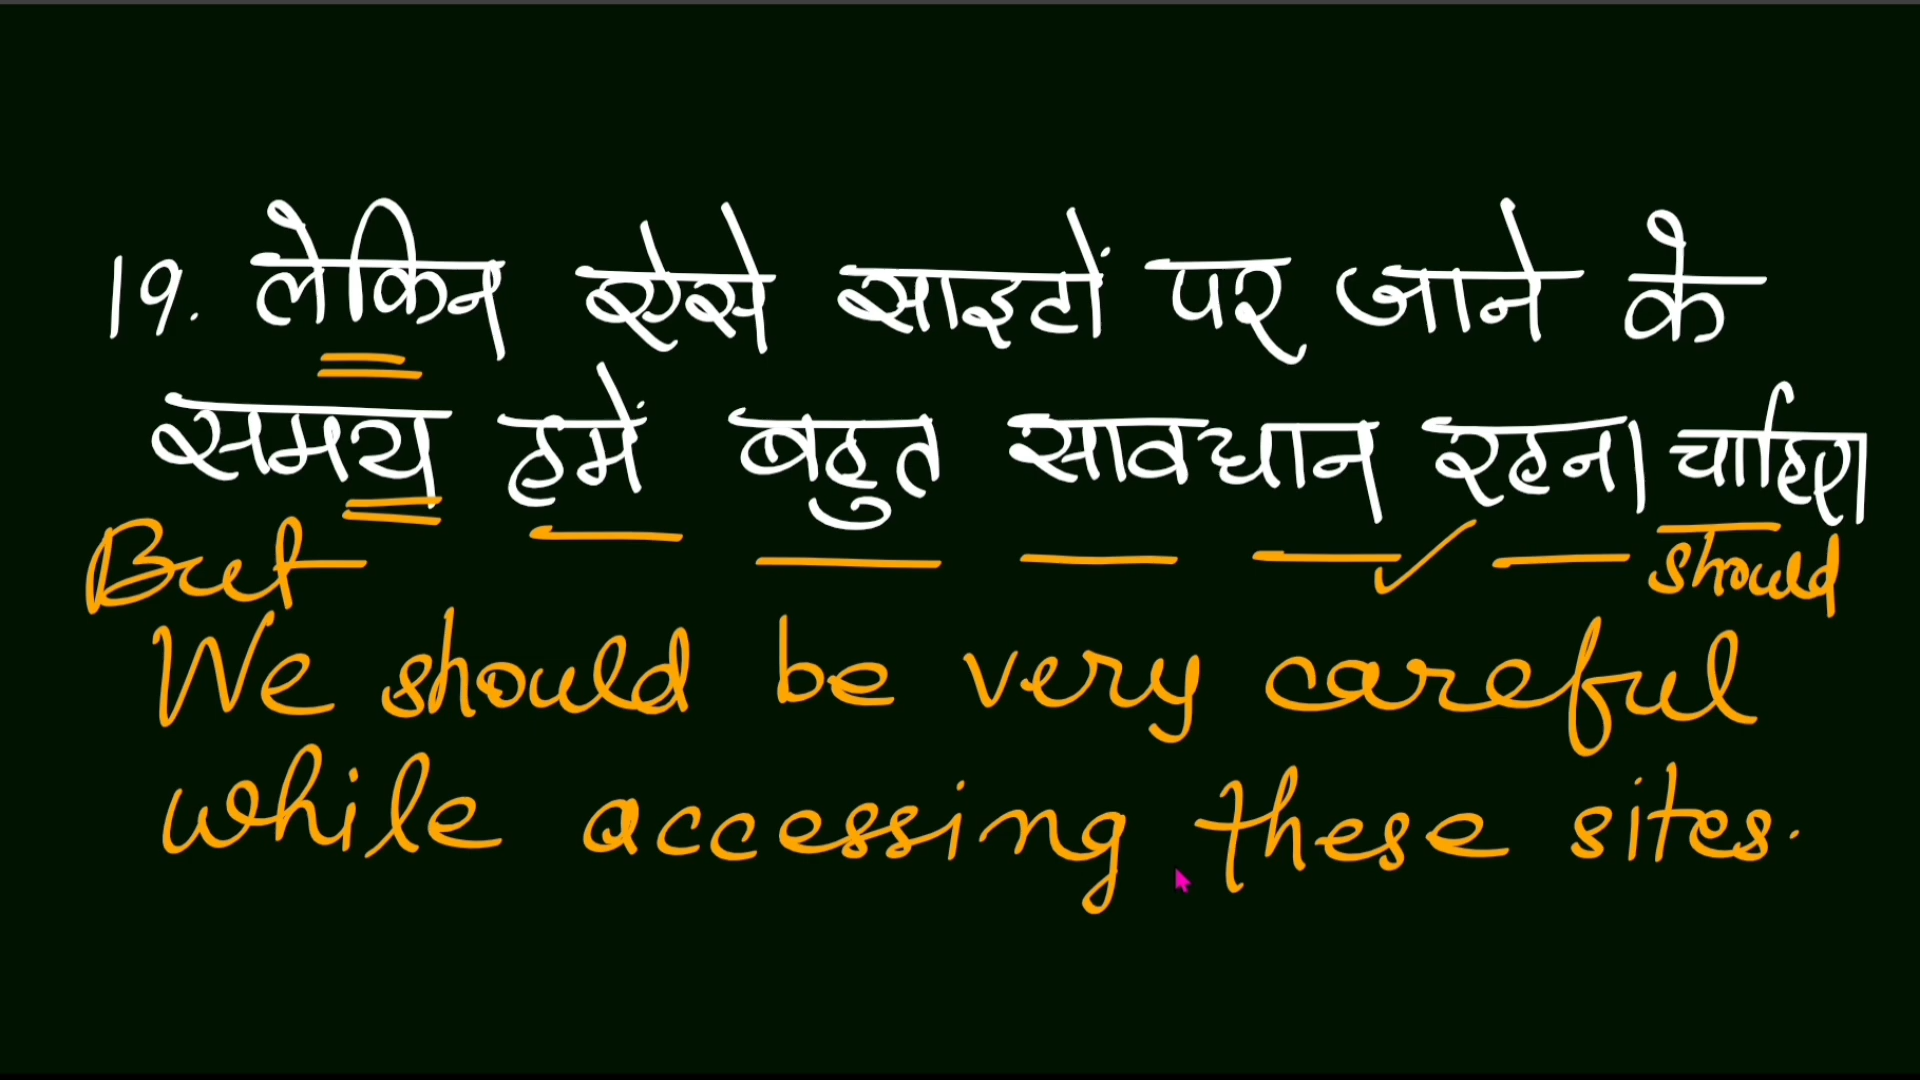 19. लेकिन ऐसे साइटों पर जाने के
समय हमें बहुत सावधान रहना चाहिए।
But should
We should be very careful
while accessing these sites.